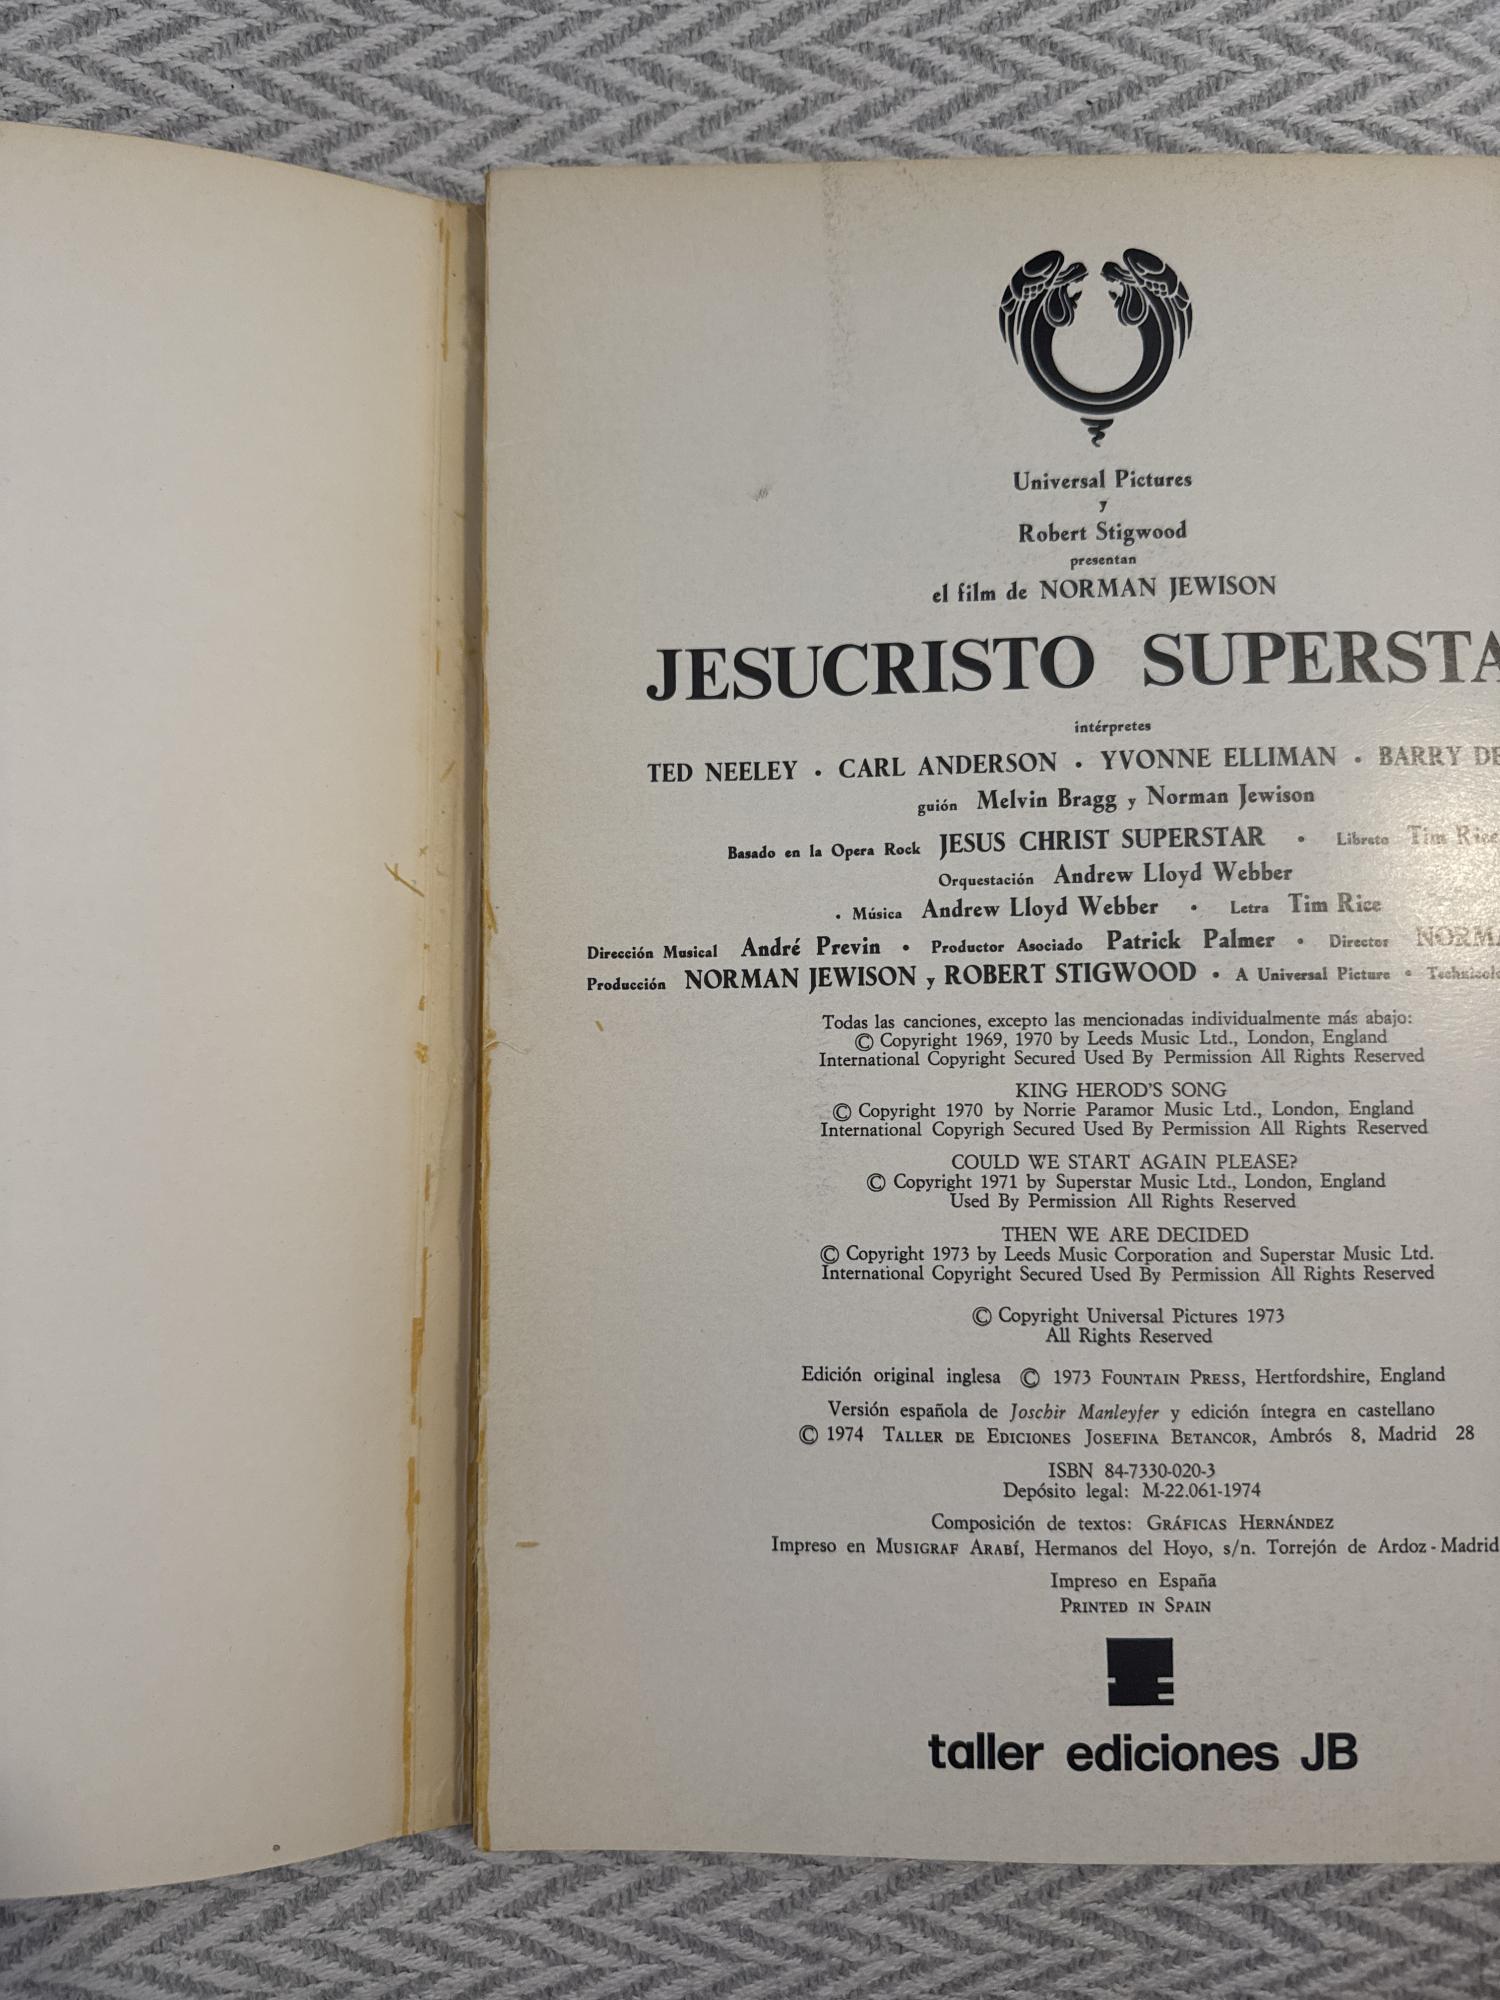 Universal Pictures
y
Robert Stigwood
presentan
el film de NORMAN JEWISON
JESUCRISTO SUPERSTA
intérpretes
TED NEELEY . CARL ANDERSON • YVONNE ELLIMAN • BARRY DE
guión Melvin Bragg y Norman Jewison
Basado en la Opera Rock JESUS CHRIST SUPERSTAR • Libreto Tim Rice
Orquestación Andrew Lloyd Webber
. Música Andrew Lloyd Webber • Letra Tim Rice
Dirección Musical André Previn • Productor Asociado Patrick Palmer • Director NORMA
Producción NORMAN JEWISON y ROBERT STIGWOOD • A Universal Picture • Technicolo
Todas las canciones, excepto las mencionadas individualmente más abajo:
© Copyright 1969, 1970 by Leeds Music Ltd., London, England
International Copyright Secured Used By Permission All Rights Reserved
KING HEROD'S SONG
© Copyright 1970 by Norrie Paramor Music Ltd., London, England
International Copyrigh Secured Used By Permission All Rights Reserved
COULD WE START AGAIN PLEASE?
© Copyright 1971 by Superstar Music Ltd., London, England
Used By Permission All Rights Reserved
THEN WE ARE DECIDED
© Copyright 1973 by Leeds Music Corporation and Superstar Music Ltd.
International Copyright Secured Used By Permission All Rights Reserved
© Copyright Universal Pictures 1973
All Rights Reserved
Edición original inglesa © 1973 FOUNTAIN PRESS, Hertfordshire, England
Versión española de Joschir Manleyfer y edición íntegra en castellano
© 1974 TALLER DE EDICIONES JOSEFINA BETANCOR, Ambrós 8, Madrid 28
ISBN 84-7330-020-3
Depósito legal: M-22.061-1974
Composición de textos: GRÁFICAS HERNÁNDEZ
Impreso en MUSIGRAF ARABÍ, Hermanos del Hoyo, s/n. Torrejón de Ardoz - Madrid
Impreso en España
PRINTED IN SPAIN
taller ediciones JB